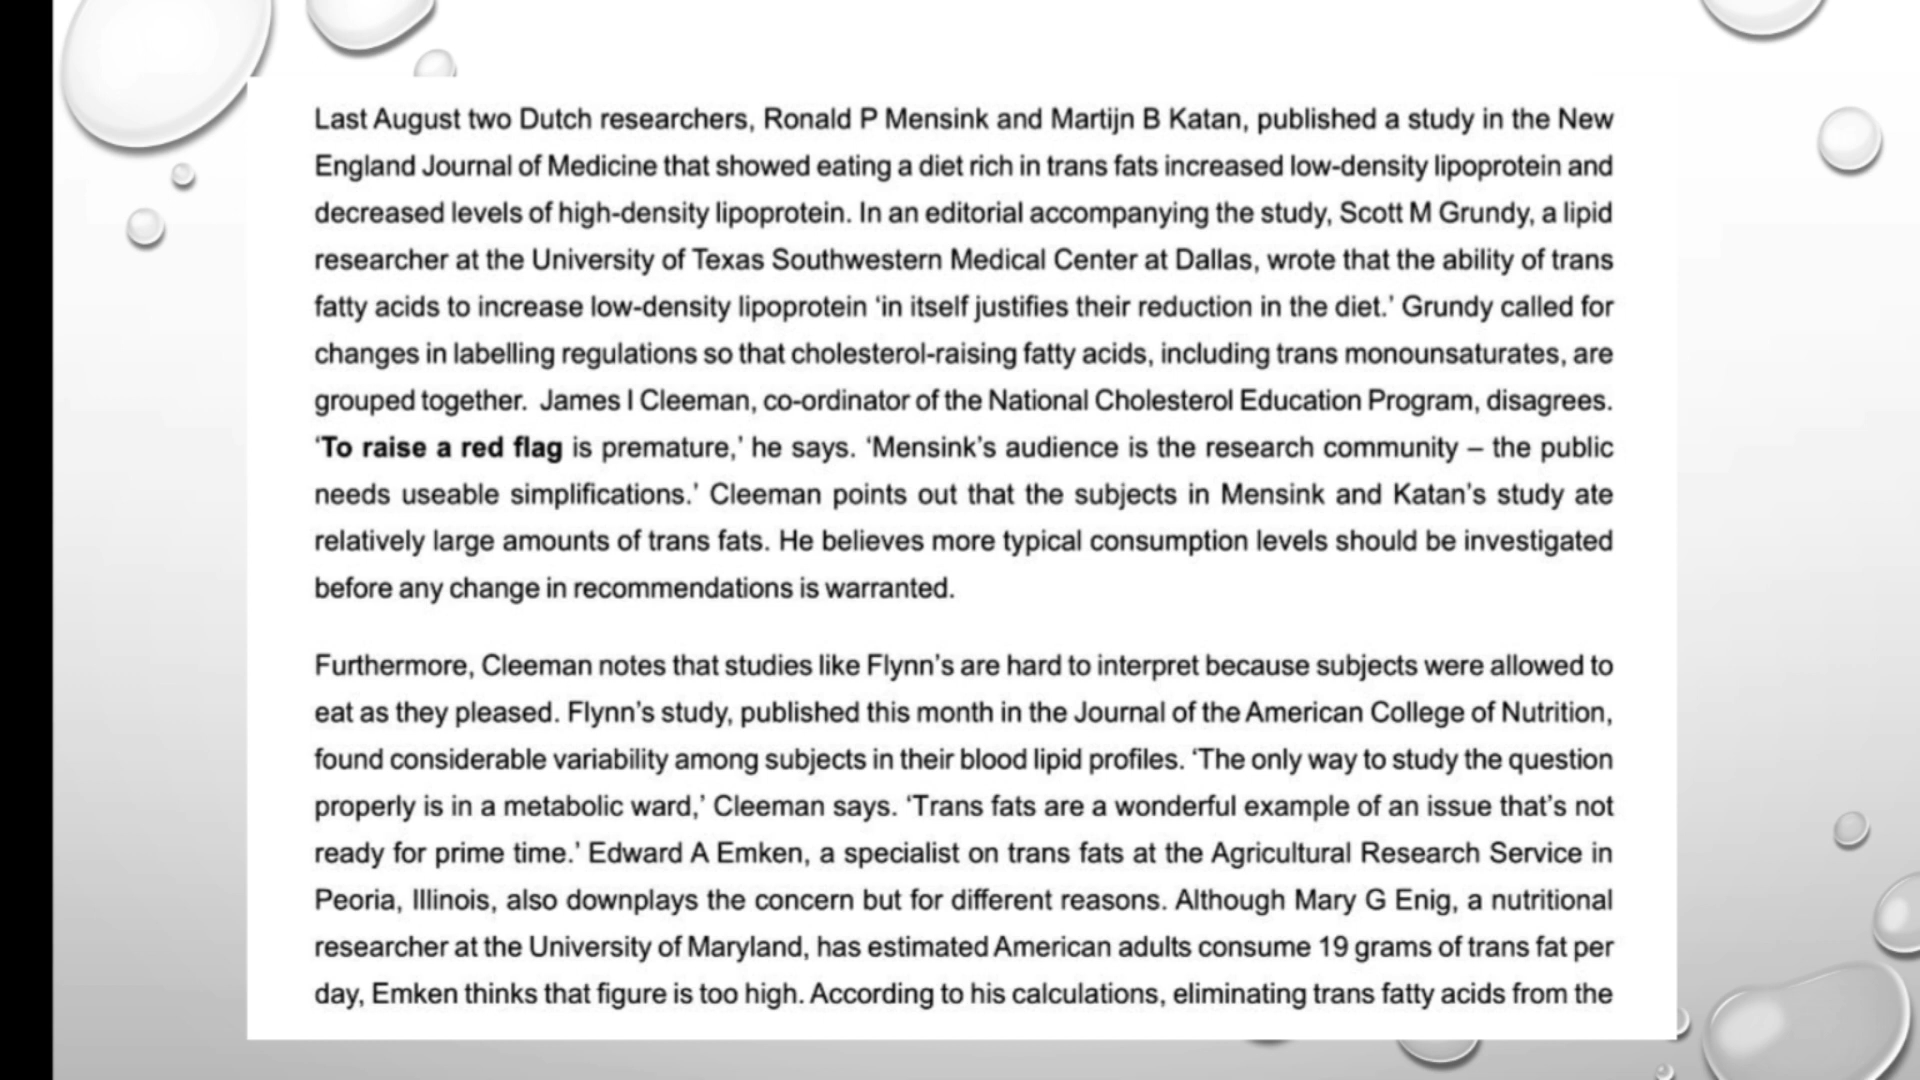 Last August two Dutch researchers, Ronald P Mensink and Martijn B Katan, published a study in the New
England Journal of Medicine that showed eating a diet rich in trans fats increased low-density lipoprotein and
decreased levels of high-density lipoprotein. In an editorial accompanying the study, Scott M Grundy, a lipid
researcher at the University of Texas Southwestern Medical Center at Dallas, wrote that the ability of trans
fatty acids to increase low-density lipoprotein ‘in itself justifies their reduction in the diet.’ Grundy called for
changes in labelling regulations so that cholesterol-raising fatty acids, including trans monounsaturates, are
grouped together. James I Cleeman, co-ordinator of the National Cholesterol Education Program, disagrees.
‘To raise a red flag is premature,’ he says. ‘Mensink’s audience is the research community – the public
needs useable simplifications.’ Cleeman points out that the subjects in Mensink and Katan’s study ate
relatively large amounts of trans fats. He believes more typical consumption levels should be investigated
before any change in recommendations is warranted.
Furthermore, Cleeman notes that studies like Flynn’s are hard to interpret because subjects were allowed to
eat as they pleased. Flynn’s study, published this month in the Journal of the American College of Nutrition,
found considerable variability among subjects in their blood lipid profiles. ‘The only way to study the question
properly is in a metabolic ward,’ Cleeman says. ‘Trans fats are a wonderful example of an issue that’s not
ready for prime time.’ Edward A Emken, a specialist on trans fats at the Agricultural Research Service in
Peoria, Illinois, also downplays the concern but for different reasons. Although Mary G Enig, a nutritional
researcher at the University of Maryland, has estimated American adults consume 19 grams of trans fat per
day, Emken thinks that figure is too high. According to his calculations, eliminating trans fatty acids from the